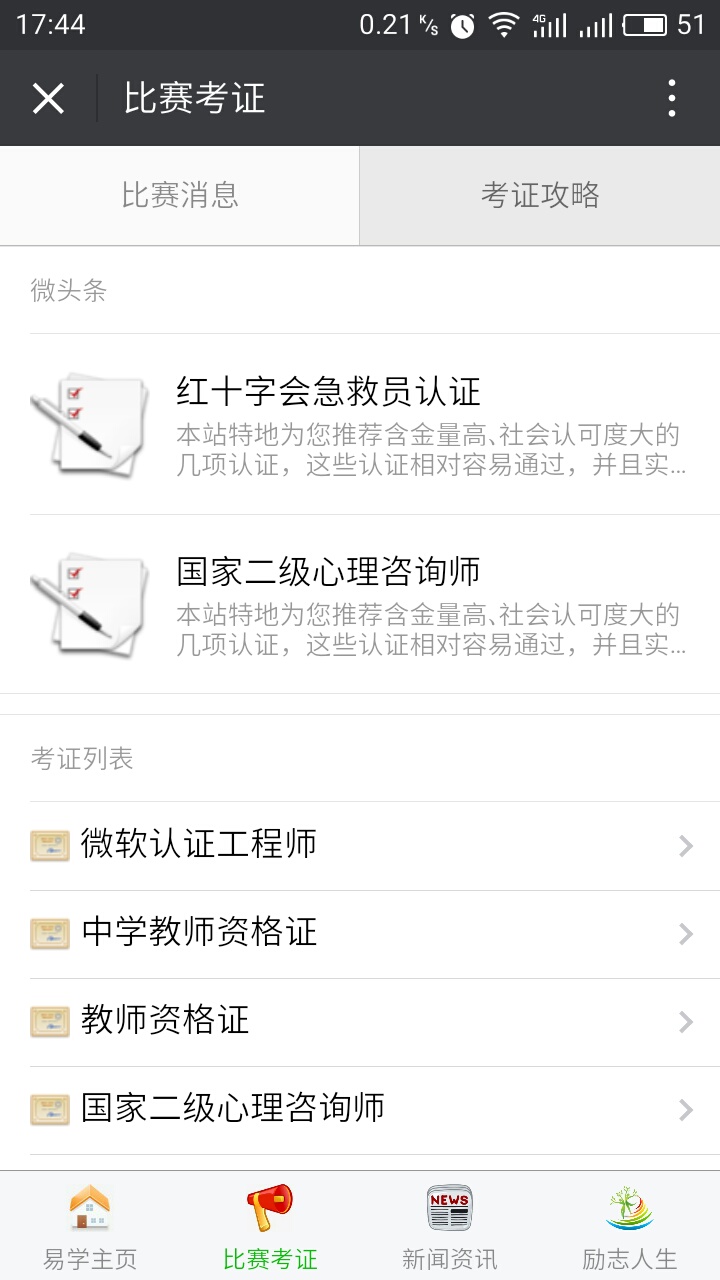 17:44 0.21 K/s 4G 51
比赛考证
比赛消息 考证攻略
微头条
红十字会急救员认证
本站特地为您推荐含金量高、社会认可度大的
几项认证，这些认证相对容易通过，并且实...
国家二级心理咨询师
本站特地为您推荐含金量高、社会认可度大的
几项认证，这些认证相对容易通过，并且实...
考证列表
微软认证工程师
中学教师资格证
教师资格证
国家二级心理咨询师
NEWS
易学主页 比赛考证 新闻资讯 励志人生